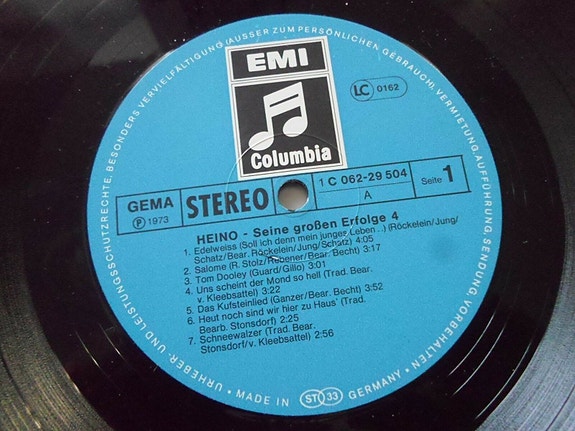 EMI
Columbia
LC 0162
GEMA
℗ 1973
STEREO
1 C 062-29 504
A
Seite 1
HEINO - Seine großen Erfolge 4
1. Edelweiss (Soll ich denn mein junges Leben ..) (Röckelein/Jung/
Schatz/Bear. Röckelein/Jung/Schatz) 4:05
2. Salome (R. Stolz/Rebener/Bear. Becht) 3:17
3. Tom Dooley (Guard/Gilio) 3:01
4. Uns scheint der Mond so hell (Trad. Bear.
v. Kleebsattel) 3:22
5. Das Kufsteinlied (Ganzer/Bear. Becht) 3:52
6. Heut noch sind wir hier zu Haus' (Trad.
Bearb. Stonsdorf) 2:25
7. Schneewalzer (Trad. Bear.
Stonsdorf/v. Kleebsattel) 2:56
URHEBER- UND LEISTUNGSSCHUTZRECHTE, BESONDERS VERVIELFÄLTIGUNG (AUSSER ZUM PERSÖNLICHEN GEBRAUCH), VERMIETUNG, AUFFÜHRUNG, SENDUNG, VORBEHALTEN.
MADE IN ST 33 GERMANY